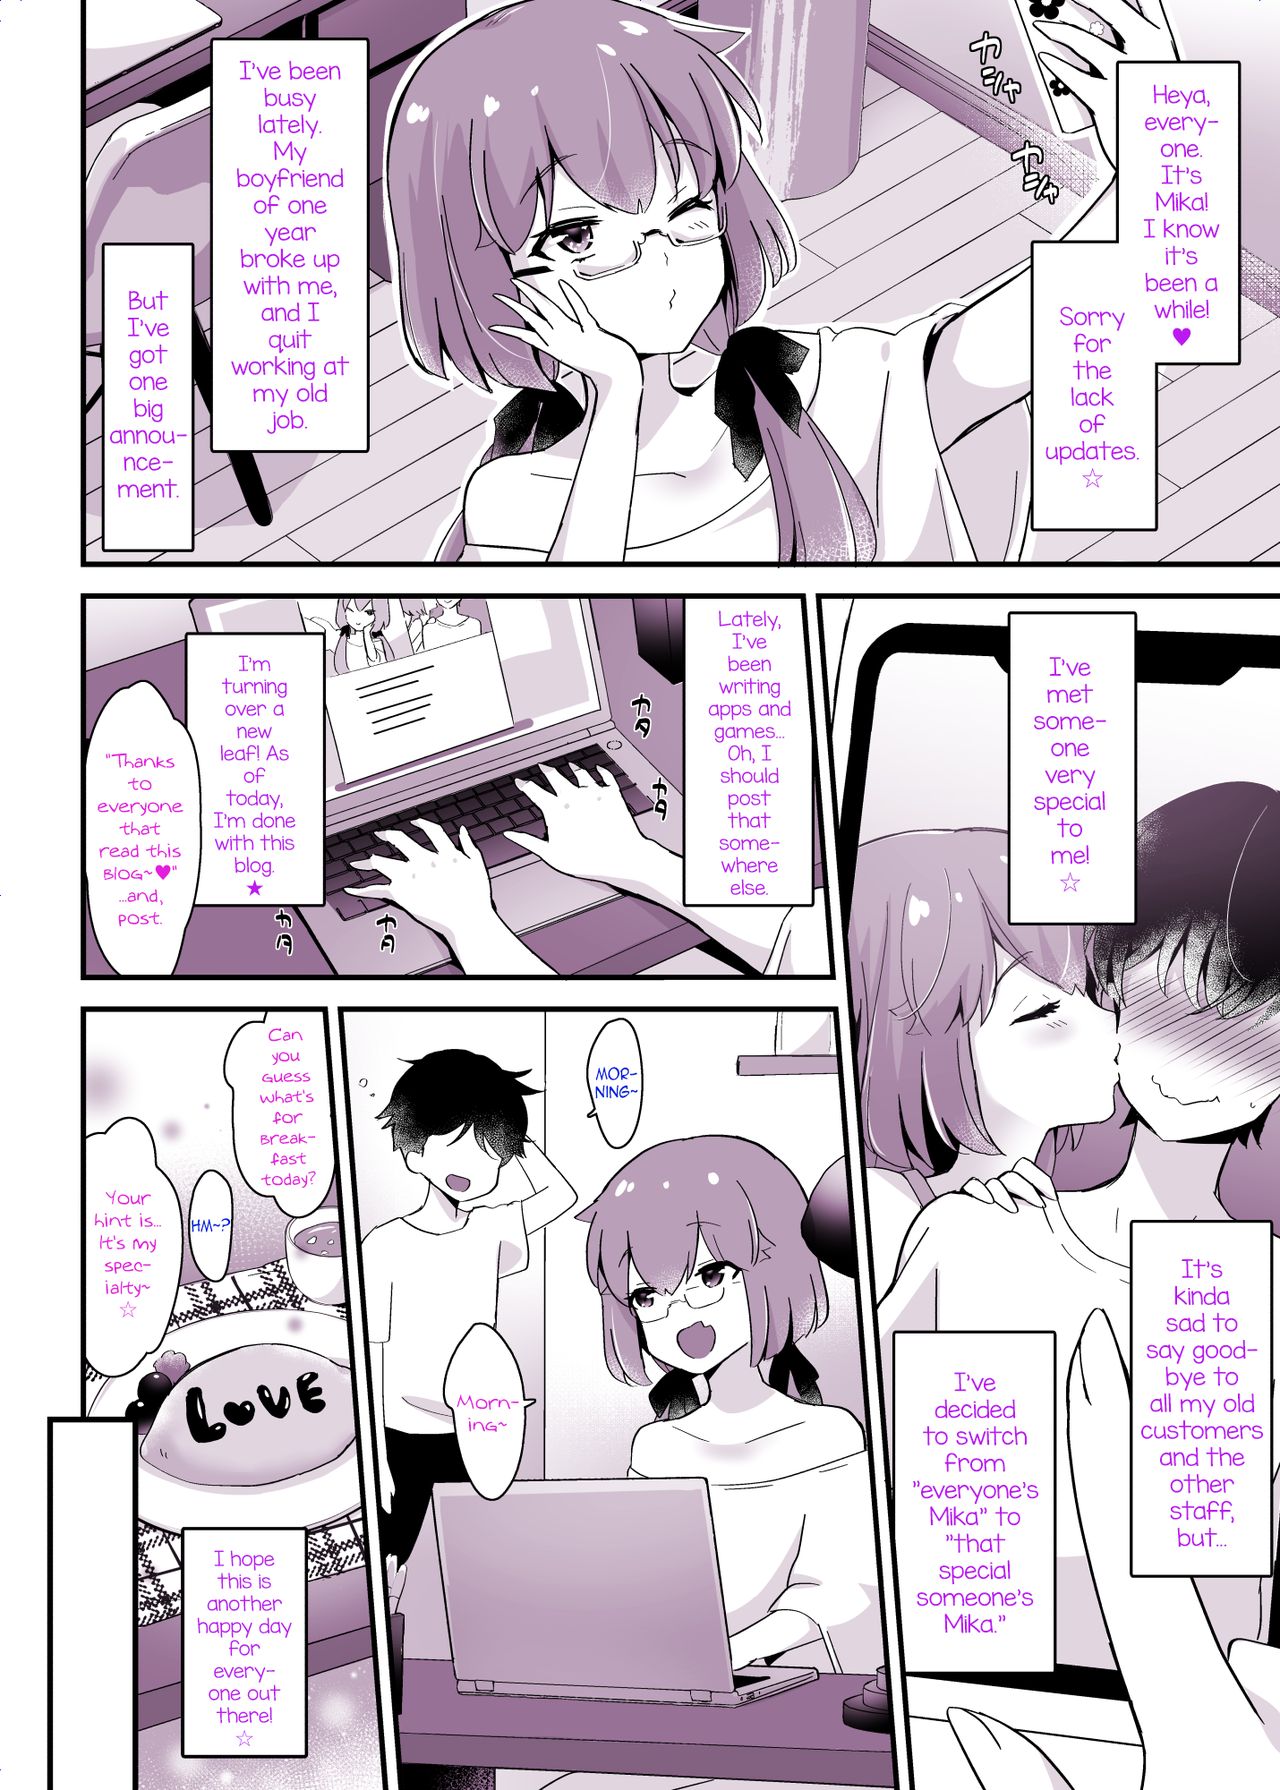 Heya,
every-
one.
It's
Mika!
I know
it's
been a
while!
♥
Sorry
for
the
lack
of
updates.
☆
カシャ
カシャ
I've been
busy
lately.
My
boyfriend
of one
year
broke up
with me,
and I
quit
working at
my old
job.
But
I've
got
one
big
annou-
nce-
ment.
I've
met
some-
one
very
special
to
me!
☆
It's
kinda
sad to
say good-
bye to
all my old
customers
and the
other
staff,
but...
I've
decided
to switch
from
"everyone's
Mika" to
"that
special
someone's
Mika."
Lately,
I've
been
writing
apps and
games...
Oh, I
should
post
that
some-
where
else.
カタ
カタ
カタ
カタ
I'm
turning
over a
new
leaf! As
of
today,
I'm done
with this
blog.
★
"Thanks
to
everyone
that
read this
BLOG~♥"
...and,
post.
MOR-
NING~
Morn-
ing~
Can
you
guess
what's
for
break-
fast
today?
HM~?
Your
hint is...
It's my
spec-
ialty~
☆
LOVE
I hope
this is
another
happy day
for
every-
one out
there!
☆